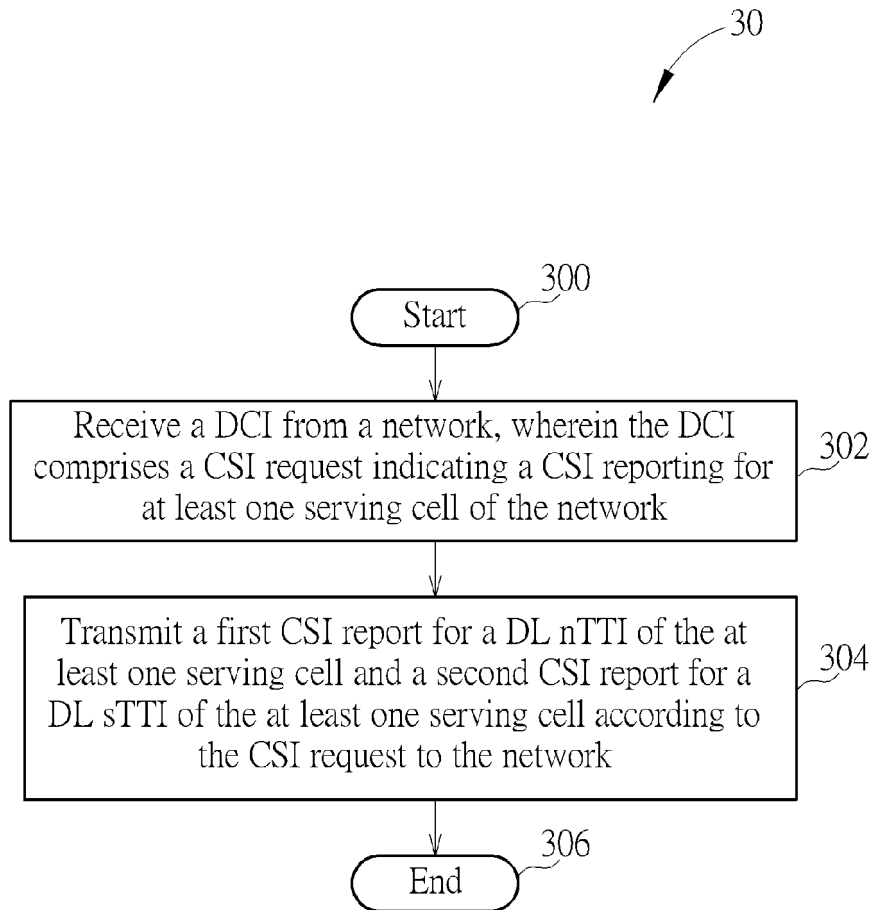 30
300
Start
Receive a DCI from a network, wherein the DCI
comprises a CSI request indicating a CSI reporting for
at least one serving cell of the network
302
Transmit a first CSI report for a DL nTTI of the at
least one serving cell and a second CSI report for a
DL sTTI of the at least one serving cell according to
the CSI request to the network
304
306
End